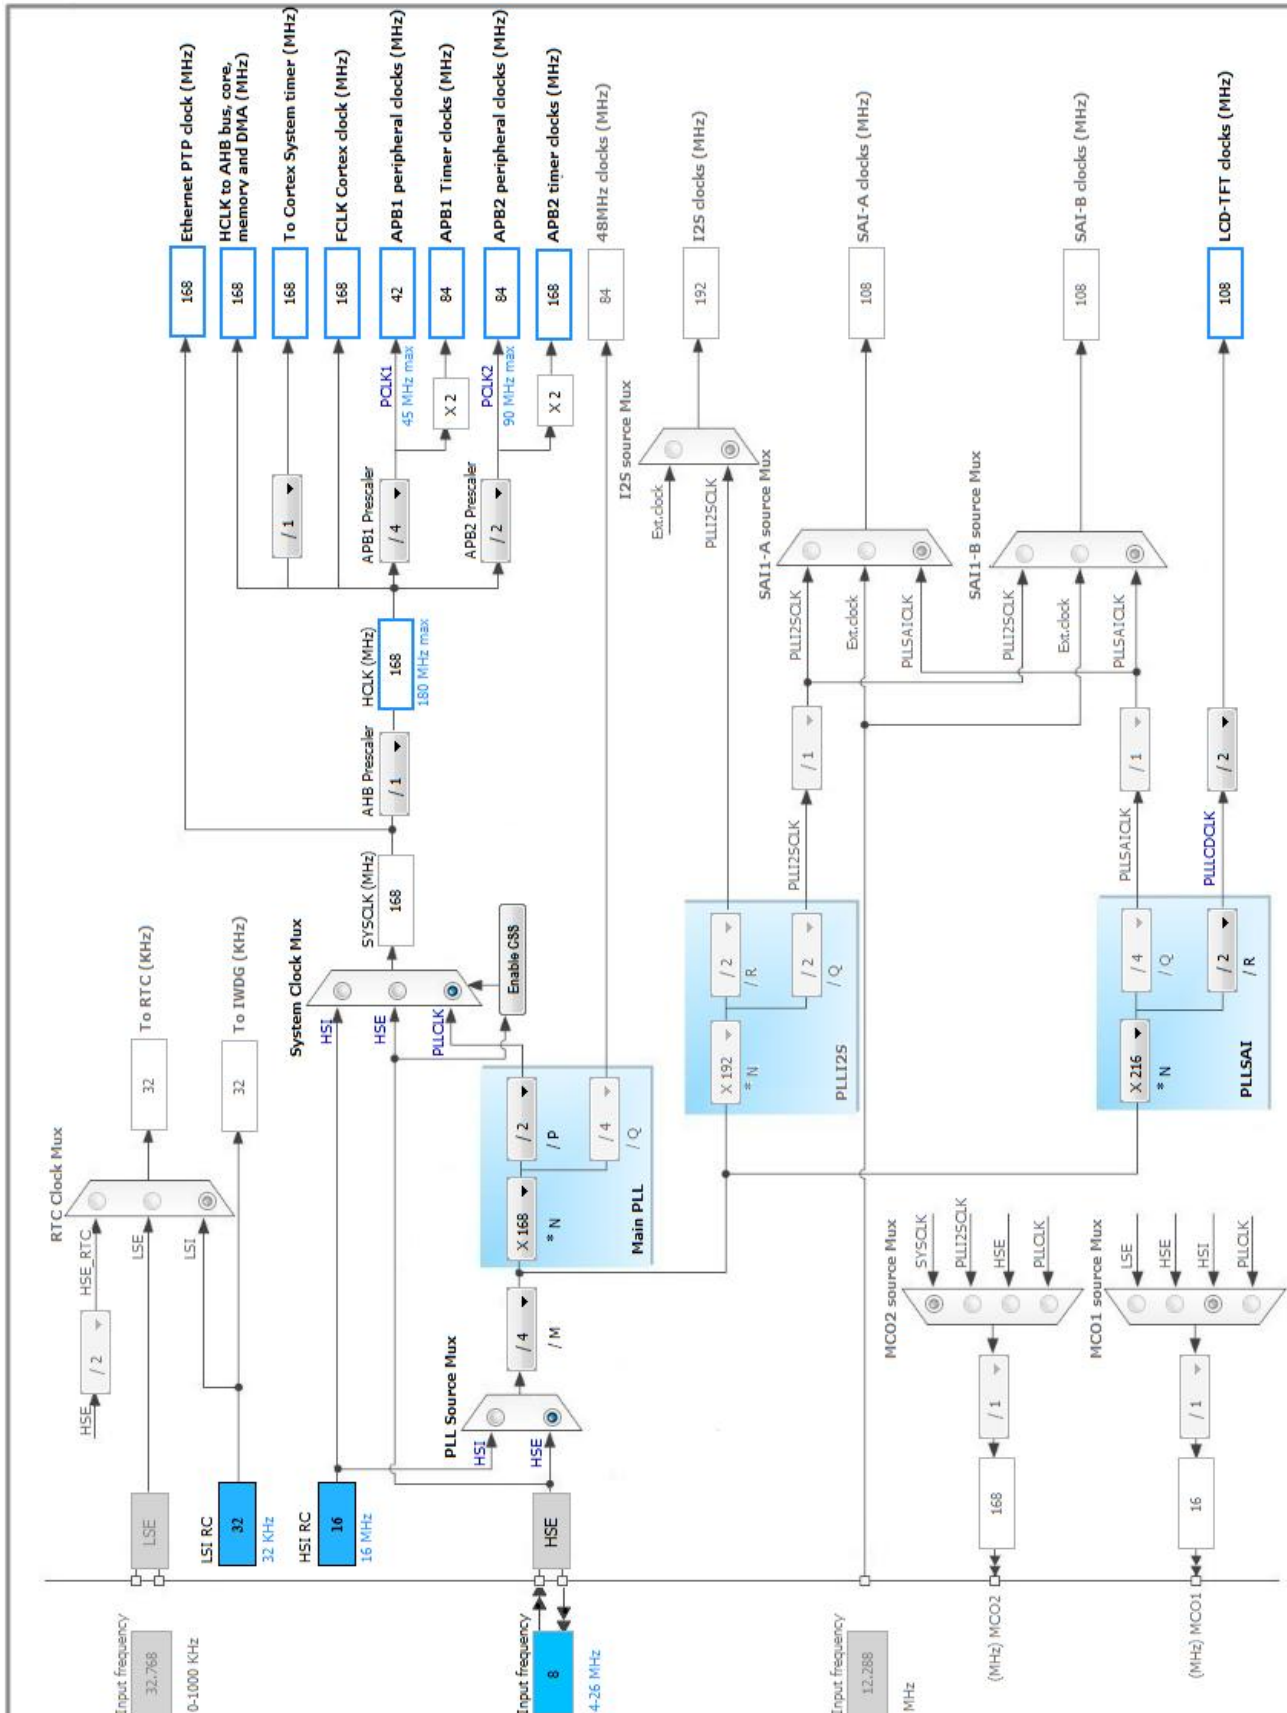 Input frequency
32.768
0-1000 KHz
LSE
LSI RC
32
32 KHz
HSI RC
16
16 MHz
Input frequency
8
4-26 MHz
HSE
Input frequency
12.288
MHz
HSE
/ 2
HSE_RTC
RTC Clock Mux
LSE
LSI
32
To RTC (KHz)
32
To IWDG (KHz)
PLL Source Mux
HSI
HSE
/ 4
/ M
X 168
* N
/ 2
/ P
/ 4
/ Q
Main PLL
System Clock Mux
HSI
HSE
PLLCLK
Enable CSS
SYSCLK (MHz)
168
AHB Prescaler
/ 1
HCLK (MHz)
168
180 MHz max
/ 1
APB1 Prescaler
/ 4
PCLK1
45 MHz max
X 2
APB2 Prescaler
/ 2
PCLK2
90 MHz max
X 2
168
Ethernet PTP clock (MHz)
168
HCLK to AHB bus, core,
memory and DMA (MHz)
168
To Cortex System timer (MHz)
168
FCLK Cortex clock (MHz)
42
APB1 peripheral clocks (MHz)
84
APB1 Timer clocks (MHz)
84
APB2 peripheral clocks (MHz)
168
APB2 timer clocks (MHz)
84
48MHz clocks (MHz)
X 192
* N
/ 2
/ R
/ 2
/ Q
PLLI2S
PLLI2SCLK
/ 1
I2S source Mux
Ext.clock
PLLI2SCLK
192
I2S clocks (MHz)
SAI1-A source Mux
PLLI2SCLK
Ext.clock
PLLSAICLK
108
SAI-A clocks (MHz)
SAI1-B source Mux
PLLI2SCLK
Ext.clock
PLLSAICLK
108
SAI-B clocks (MHz)
X 216
* N
/ 4
/ Q
/ 2
/ R
PLLSAI
PLLSAICLK
/ 1
PLLLCDCLK
/ 2
108
LCD-TFT clocks (MHz)
MCO2 source Mux
SYSCLK
PLLI2SCLK
HSE
PLLCLK
/ 1
168
(MHz) MCO2
MCO1 source Mux
LSE
HSE
HSI
PLLCLK
/ 1
16
(MHz) MCO1